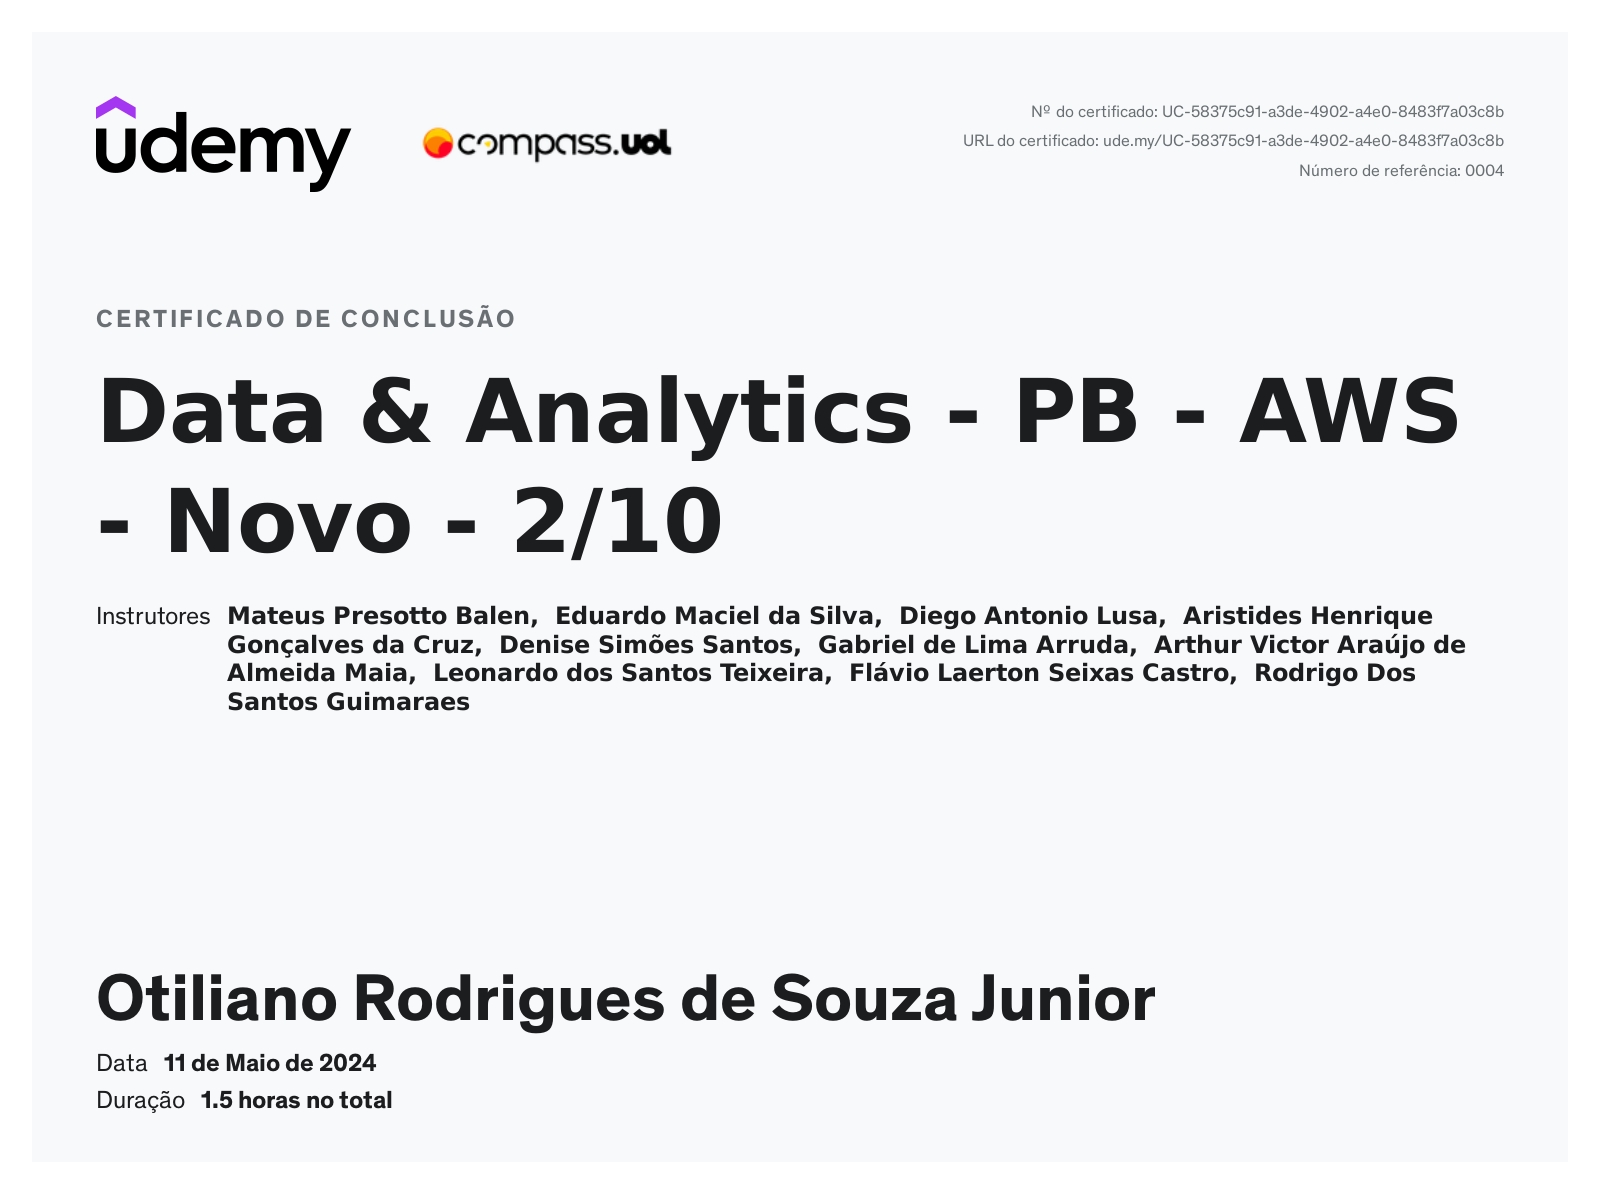 udemy
compass.uol
Nº do certificado: UC-58375c91-a3de-4902-a4e0-8483f7a03c8b
URL do certificado: ude.my/UC-58375c91-a3de-4902-a4e0-8483f7a03c8b
Número de referência: 0004
CERTIFICADO DE CONCLUSÃO
Data & Analytics - PB - AWS
- Novo - 2/10
Instrutores Mateus Presotto Balen, Eduardo Maciel da Silva, Diego Antonio Lusa, Aristides Henrique
Gonçalves da Cruz, Denise Simões Santos, Gabriel de Lima Arruda, Arthur Victor Araújo de
Almeida Maia, Leonardo dos Santos Teixeira, Flávio Laerton Seixas Castro, Rodrigo Dos
Santos Guimaraes
Otiliano Rodrigues de Souza Junior
Data 11 de Maio de 2024
Duração 1.5 horas no total